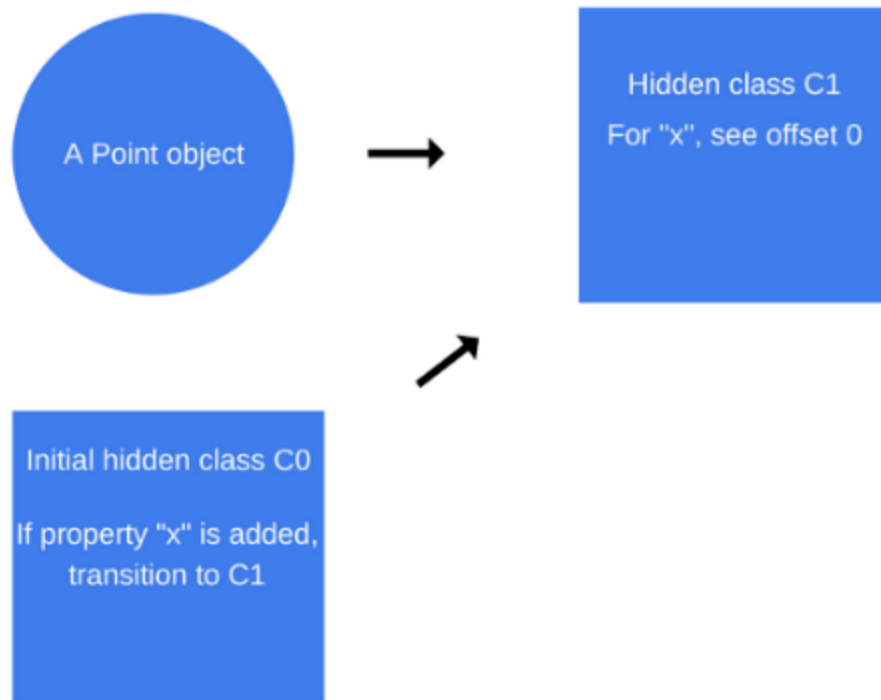 A Point object
Hidden class C1
For "x", see offset 0
Initial hidden class C0
If property "x" is added,
transition to C1